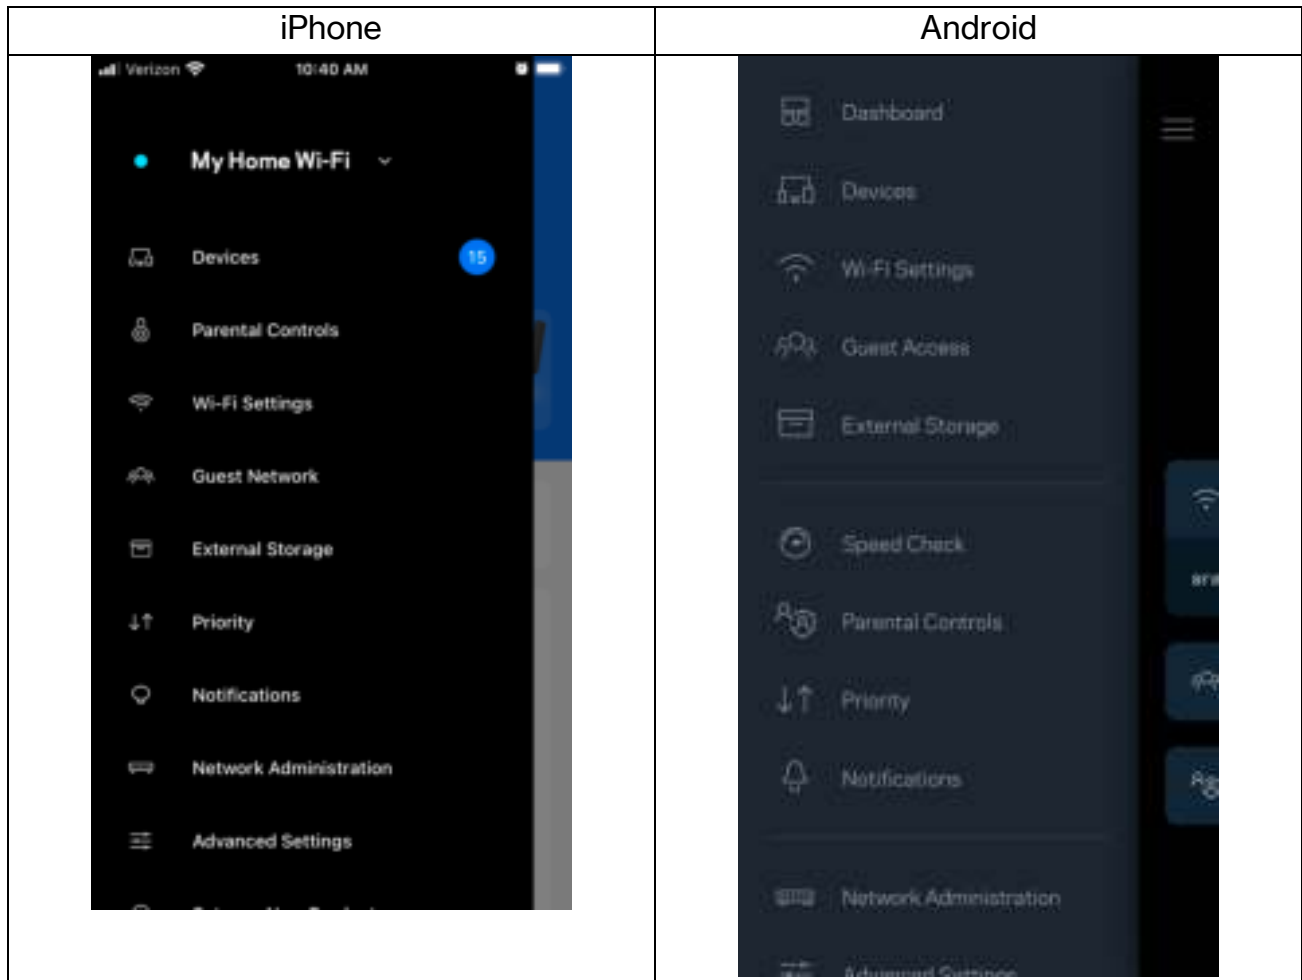 iPhone
Android
Verizon
10:40 AM
My Home Wi-Fi
Devices
15
Parental Controls
Wi-Fi Settings
Guest Network
External Storage
Priority
Notifications
Network Administration
Advanced Settings
Dashboard
Devices
Wi-Fi Settings
Guest Access
External Storage
Speed Check
Parental Controls
Priority
Notifications
Network Administration
Advanced Settings